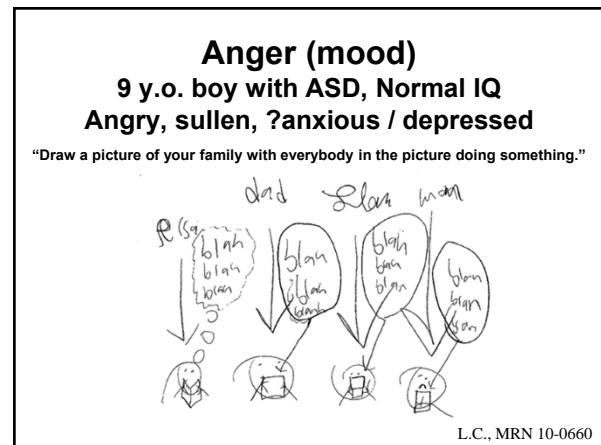 Anger (mood)
9 y.o. boy with ASD, Normal IQ
Angry, sullen, ?anxious / depressed
“Draw a picture of your family with everybody in the picture doing something.”
dad
mom
blah
blah
blah
blah
blah
blah
blah
blah
blah
blah
L.C., MRN 10-0660